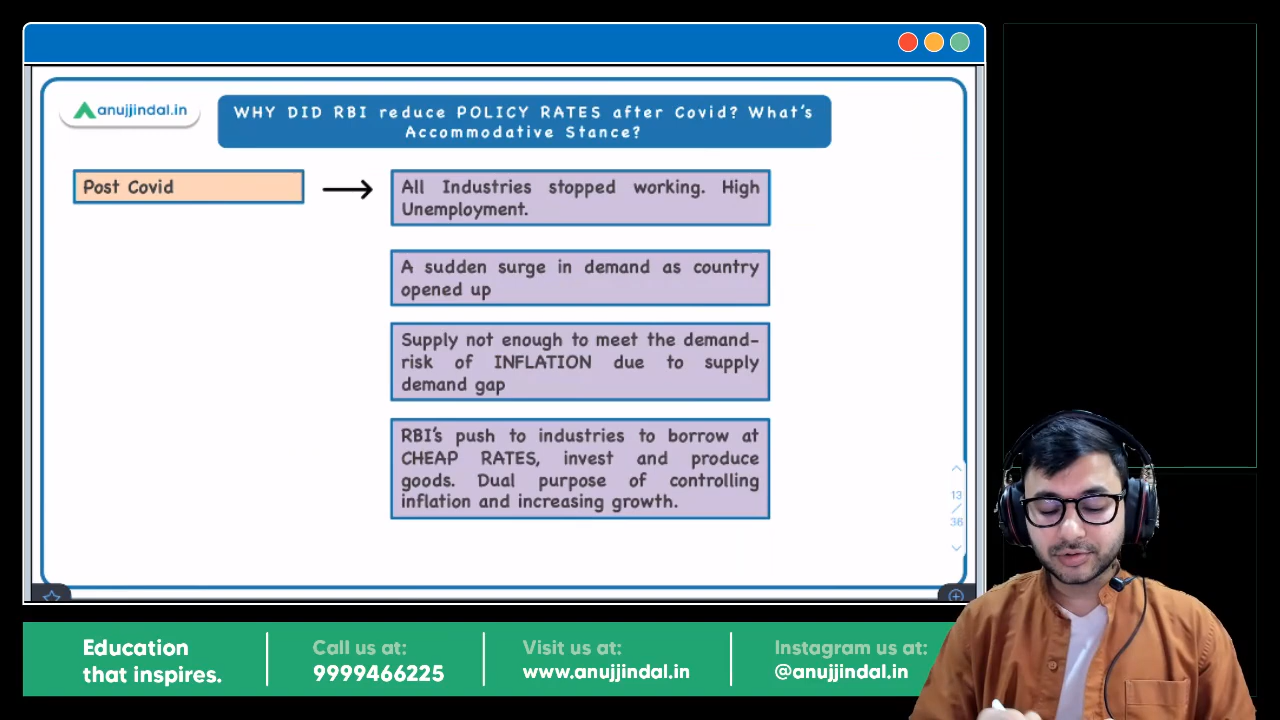 anujjindal.in
WHY DID RBI reduce POLICY RATES after Covid? What's
Accommodative Stance?
Post Covid
All Industries stopped working. High
Unemployment.
A sudden surge in demand as country
opened up
Supply not enough to meet the demand-
risk of INFLATION due to supply
demand gap
RBI's push to industries to borrow at
CHEAP RATES, invest and produce
goods. Dual purpose of controlling
inflation and increasing growth.
13
/
36
Education
that inspires.
Call us at:
9999466225
Visit us at:
www.anujjindal.in
Instagram us at:
@anujjindal.in